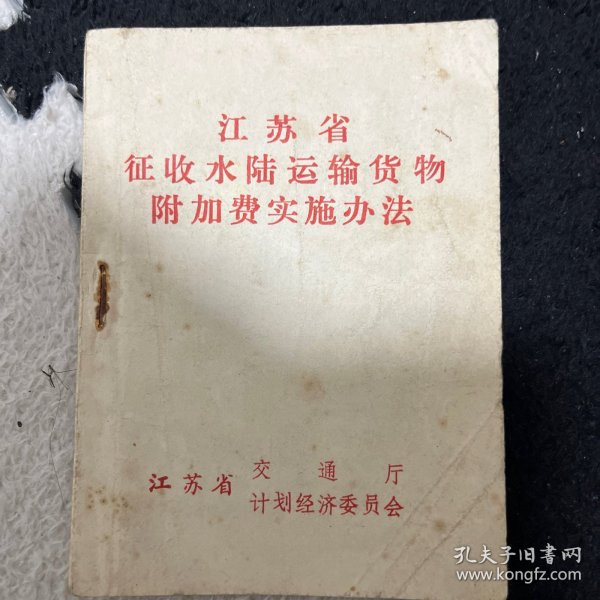 江苏省
征收水陆运输货物
附加费实施办法
江苏省
交通厅
计划经济委员会
孔夫子旧书网
www.kongfz.com